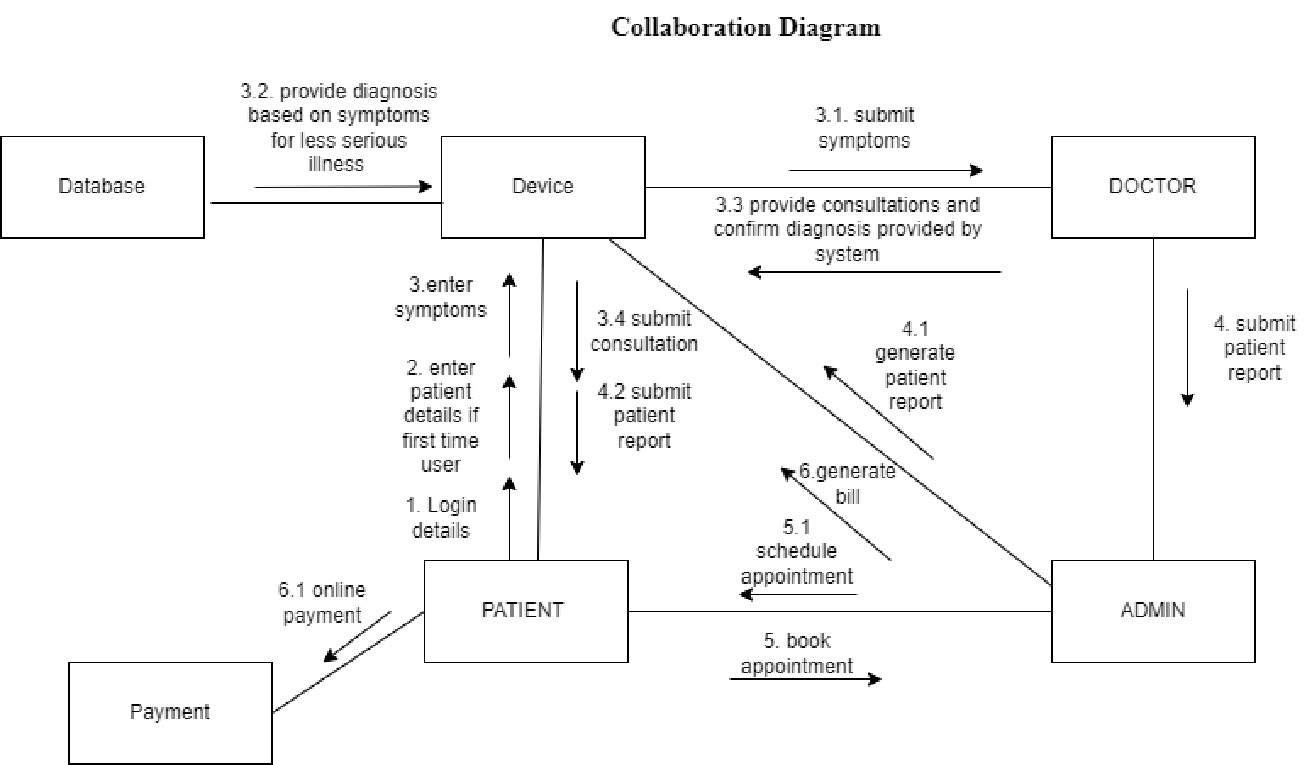 Collaboration Diagram
3.2. provide diagnosis
based on symptoms
for less serious
illness
3.1. submit
symptoms
Database
Device
DOCTOR
3.3 provide consultations and
confirm diagnosis provided by
system
3.enter
symptoms
3.4 submit
consultation
4.1
generate
patient
report
4. submit
patient
report
2. enter
patient
details if
first time
user
4.2 submit
patient
report
6.generate
bill
1. Login
details
5.1
schedule
appointment
6.1 online
payment
PATIENT
ADMIN
5. book
appointment
Payment